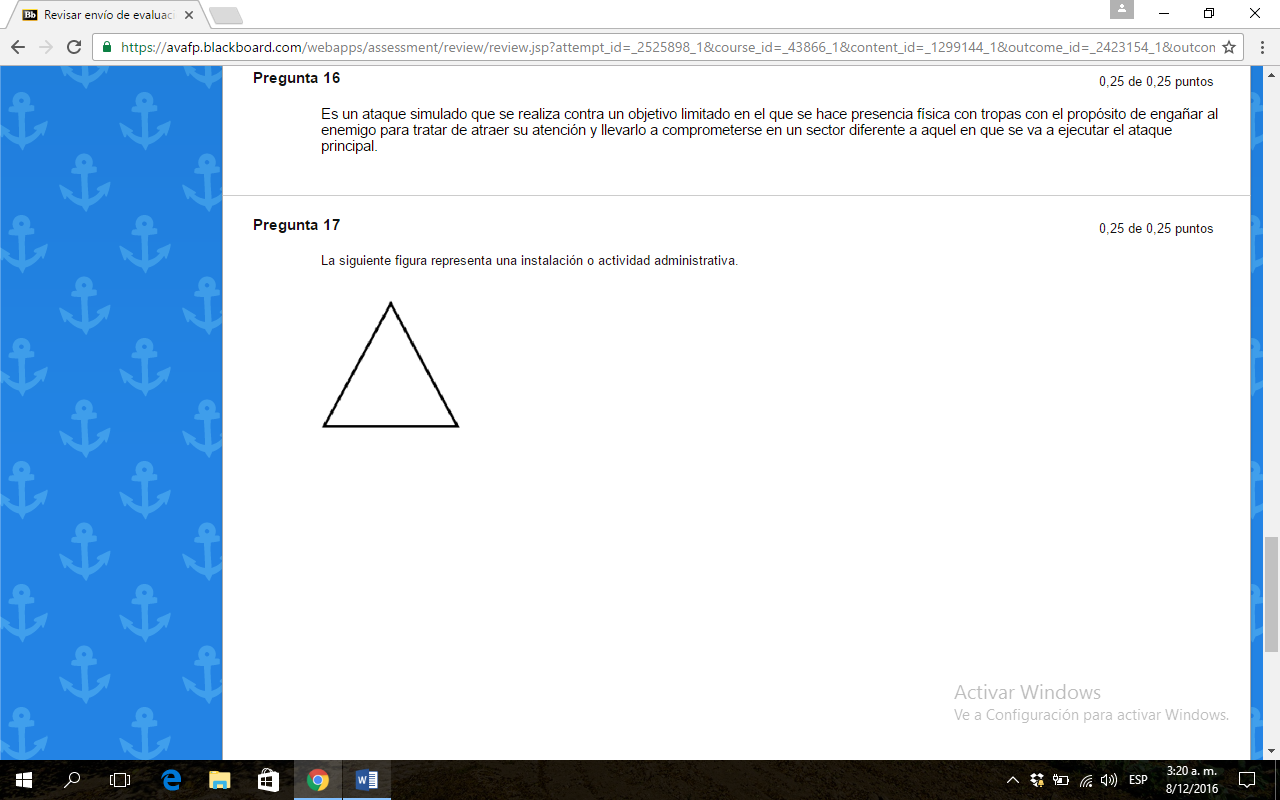 Bb Revisar envío de evaluac
https://avafp.blackboard.com/webapps/assessment/review/review.jsp?attempt_id=_2525898_1&course_id=_43866_1&content_id=_1299144_1&outcome_id=_2423154_1&outcon
Pregunta 16
0,25 de 0,25 puntos
Es un ataque simulado que se realiza contra un objetivo limitado en el que se hace presencia física con tropas con el propósito de engañar al
enemigo para tratar de atraer su atención y llevarlo a comprometerse en un sector diferente a aquel en que se va a ejecutar el ataque
principal.
Pregunta 17
0,25 de 0,25 puntos
La siguiente figura representa una instalación o actividad administrativa.
Activar Windows
Ve a Configuración para activar Windows.
ESP
3:20 a. m.
8/12/2016